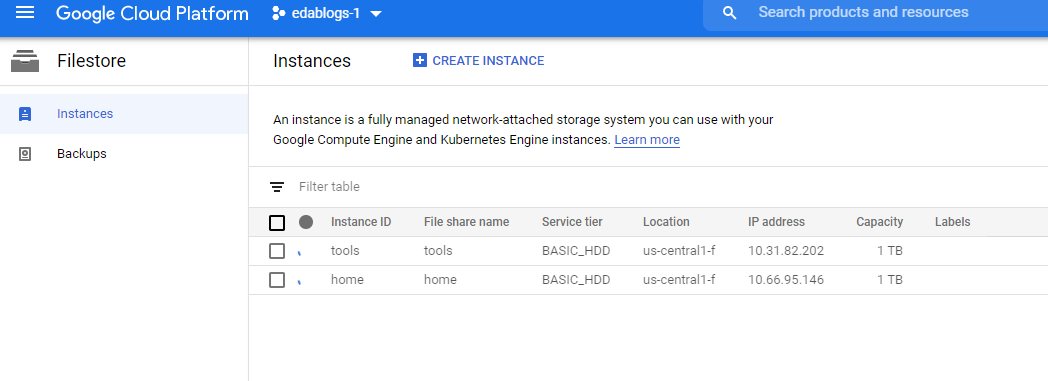 Google Cloud Platform edablogs-1 Search products and resources
Filestore
Instances CREATE INSTANCE
Instances
Backups
An instance is a fully managed network-attached storage system you can use with your
Google Compute Engine and Kubernetes Engine instances. Learn more
Filter table
Instance ID File share name Service tier Location IP address Capacity Labels
tools tools BASIC_HDD us-central1-f 10.31.82.202 1 TB
home home BASIC_HDD us-central1-f 10.66.95.146 1 TB